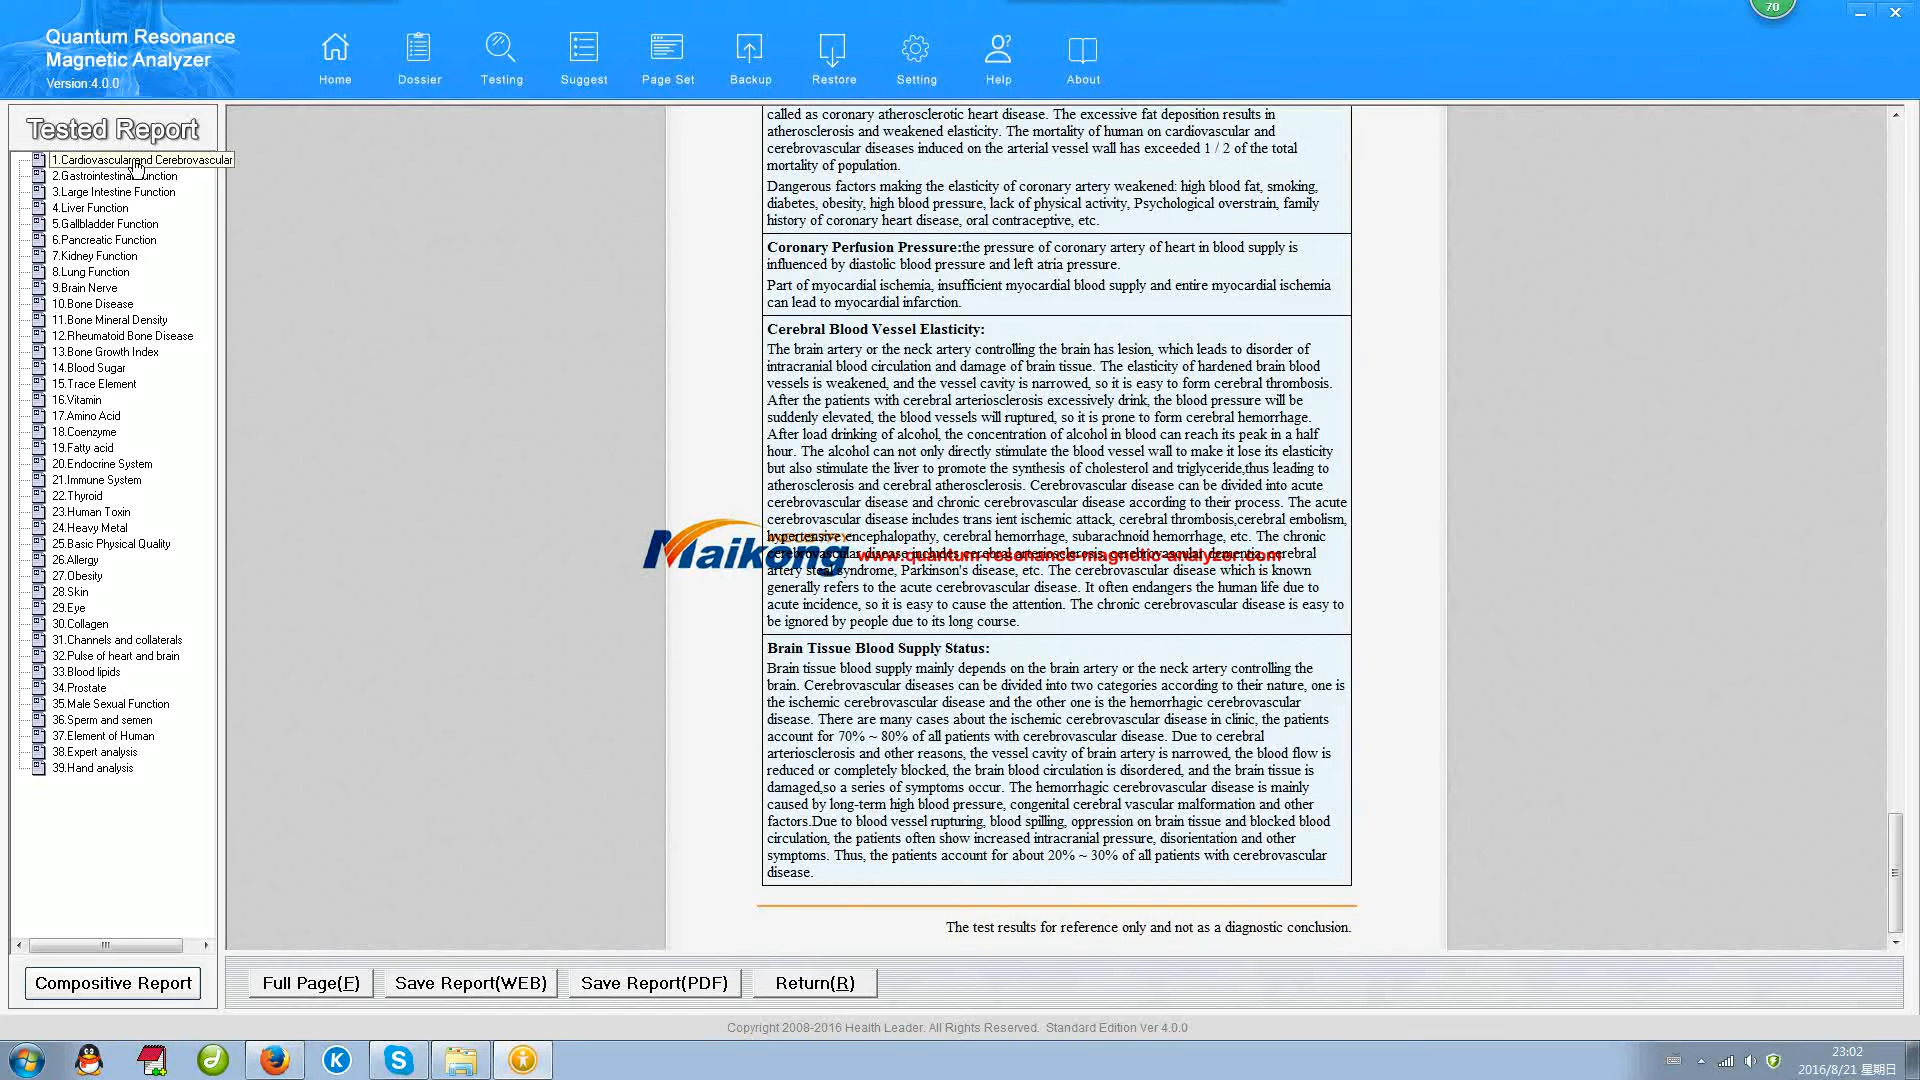 70
Quantum Resonance
Magnetic Analyzer
Version:4.0.0
Home
Dossier
Testing
Suggest
Page Set
Backup
Restore
Setting
Help
About
Tested Report
1.Cardiovascular and Cerebrovascular
2.Gastrointestinal Function
3.Large Intestine Function
4.Liver Function
5.Gallbladder Function
6.Pancreatic Function
7.Kidney Function
8.Lung Function
9.Brain Nerve
10.Bone Disease
11.Bone Mineral Density
12.Rheumatoid Bone Disease
13.Bone Growth Index
14.Blood Sugar
15.Trace Element
16.Vitamin
17.Amino Acid
18.Coenzyme
19.Fatty acid
20.Endocrine System
21.Immune System
22.Thyroid
23.Human Toxin
24.Heavy Metal
25.Basic Physical Quality
26.Allergy
27.Obesity
28.Skin
29.Eye
30.Collagen
31.Channels and collaterals
32.Pulse of heart and brain
33.Blood lipids
34.Prostate
35.Male Sexual Function
36.Sperm and semen
37.Element of Human
38.Expert analysis
39.Hand analysis
Compositive Report
called as coronary atherosclerotic heart disease. The excessive fat deposition results in
atherosclerosis and weakened elasticity. The mortality of human on cardiovascular and
cerebrovascular diseases induced on the arterial vessel wall has exceeded 1 / 2 of the total
mortality of population.
Dangerous factors making the elasticity of coronary artery weakened: high blood fat, smoking,
diabetes, obesity, high blood pressure, lack of physical activity, Psychological overstrain, family
history of coronary heart disease, oral contraceptive, etc.
Coronary Perfusion Pressure:the pressure of coronary artery of heart in blood supply is
influenced by diastolic blood pressure and left atria pressure.
Part of myocardial ischemia, insufficient myocardial blood supply and entire myocardial ischemia
can lead to myocardial infarction.
Cerebral Blood Vessel Elasticity:
The brain artery or the neck artery controlling the brain has lesion, which leads to disorder of
intracranial blood circulation and damage of brain tissue. The elasticity of hardened brain blood
vessels is weakened, and the vessel cavity is narrowed, so it is easy to form cerebral thrombosis.
After the patients with cerebral arteriosclerosis excessively drink, the blood pressure will be
suddenly elevated, the blood vessels will ruptured, so it is prone to form cerebral hemorrhage.
After load drinking of alcohol, the concentration of alcohol in blood can reach its peak in a half
hour. The alcohol can not only directly stimulate the blood vessel wall to make it lose its elasticity
but also stimulate the liver to promote the synthesis of cholesterol and triglyceride,thus leading to
atherosclerosis and cerebral atherosclerosis. Cerebrovascular disease can be divided into acute
cerebrovascular disease and chronic cerebrovascular disease according to their process. The acute
cerebrovascular disease includes trans ient ischemic attack, cerebral thrombosis,cerebral embolism,
hypertensive encephalopathy, cerebral hemorrhage, subarachnoid hemorrhage, etc. The chronic
cerebrovascular disease includes cerebral arteriosclerosis, cerebrovascular dementia, cerebral
artery steal syndrome, Parkinson's disease, etc. The cerebrovascular disease which is known
generally refers to the acute cerebrovascular disease. It often endangers the human life due to
acute incidence, so it is easy to cause the attention. The chronic cerebrovascular disease is easy to
be ignored by people due to its long course.
Maikong
www.quantum-resonance-magnetic-analyzer.com
Brain Tissue Blood Supply Status:
Brain tissue blood supply mainly depends on the brain artery or the neck artery controlling the
brain. Cerebrovascular diseases can be divided into two categories according to their nature, one is
the ischemic cerebrovascular disease and the other one is the hemorrhagic cerebrovascular
disease. There are many cases about the ischemic cerebrovascular disease in clinic, the patients
account for 70% ~ 80% of all patients with cerebrovascular disease. Due to cerebral
arteriosclerosis and other reasons, the vessel cavity of brain artery is narrowed, the blood flow is
reduced or completely blocked, the brain blood circulation is disordered, and the brain tissue is
damaged,so a series of symptoms occur. The hemorrhagic cerebrovascular disease is mainly
caused by long-term high blood pressure, congenital cerebral vascular malformation and other
factors.Due to blood vessel rupturing, blood spilling, oppression on brain tissue and blocked blood
circulation, the patients often show increased intracranial pressure, disorientation and other
symptoms. Thus, the patients account for about 20% ~ 30% of all patients with cerebrovascular
disease.
The test results for reference only and not as a diagnostic conclusion.
Full Page(F)
Save Report(WEB)
Save Report(PDF)
Return(R)
Copyright 2008-2016 Health Leader. All Rights Reserved. Standard Edition Ver 4.0.0
23:02
2016/8/21 星期日